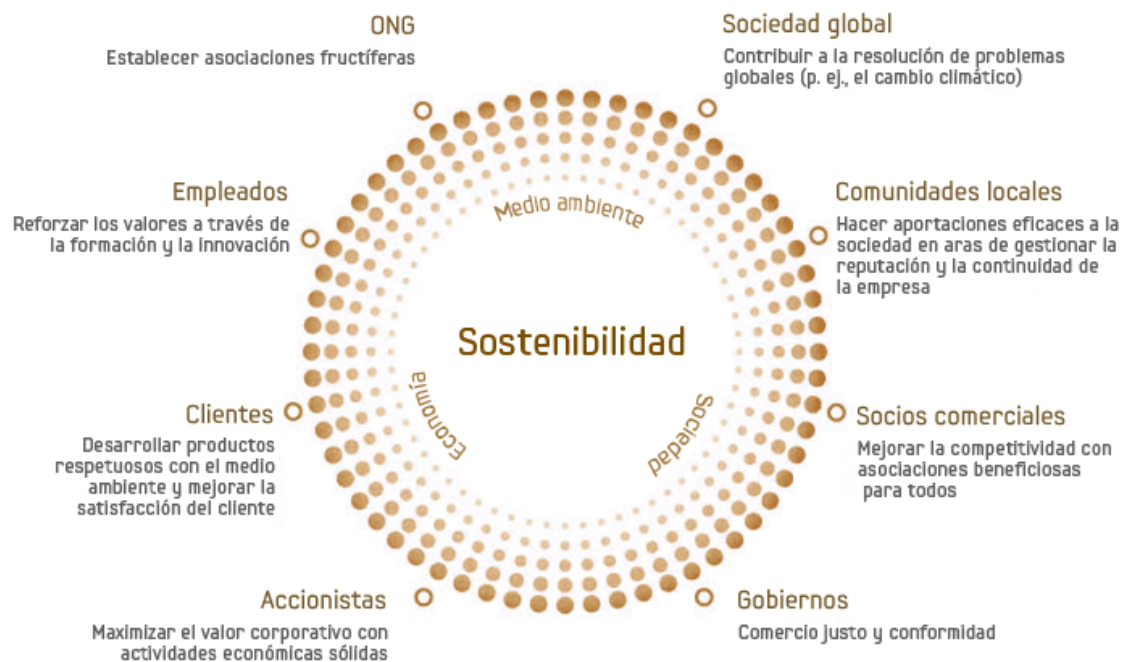 ONG
Establecer asociaciones fructíferas
Sociedad global
Contribuir a la resolución de problemas
globales (p. ej., el cambio climático)
Empleados
Reforzar los valores a través de
la formación y la innovación
Comunidades locales
Hacer aportaciones eficaces a la
sociedad en aras de gestionar la
reputación y la continuidad de
la empresa
Medio ambiente
Sostenibilidad
Economía
Sociedad
Clientes
Desarrollar productos
respetuosos con el medio
ambiente y mejorar la
satisfacción del cliente
Socios comerciales
Mejorar la competitividad con
asociaciones beneficiosas
para todos
Accionistas
Maximizar el valor corporativo con
actividades económicas sólidas
Gobiernos
Comercio justo y conformidad